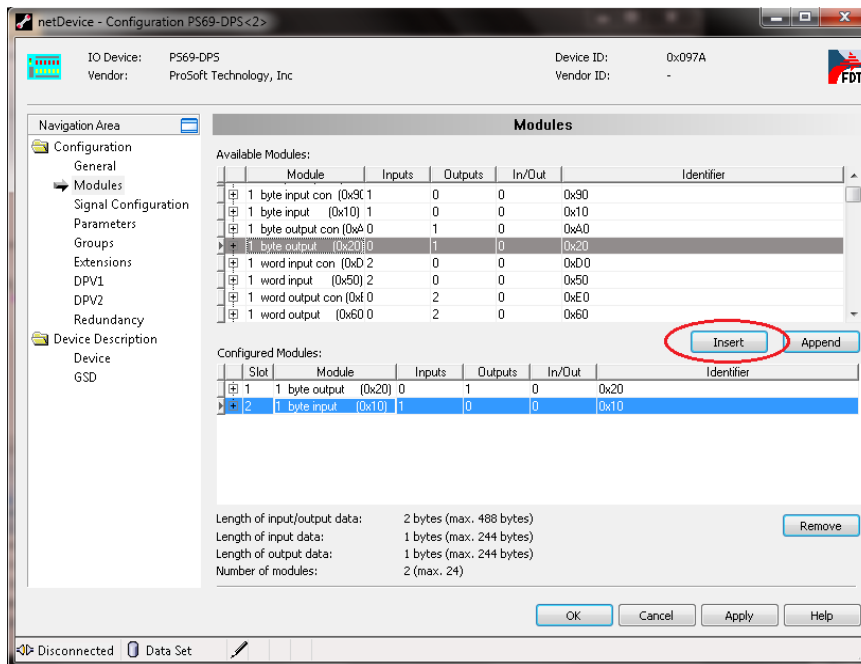 netDevice - Configuration PS69-DPS<2>
IO Device: PS69-DPS Device ID: 0x097A
Vendor: ProSoft Technology, Inc Vendor ID: -
FDT
Navigation Area
Configuration
General
Modules
Signal Configuration
Parameters
Groups
Extensions
DPV1
DPV2
Redundancy
Device Description
Device
GSD
Modules
Available Modules:
Module Inputs Outputs In/Out Identifier
1 byte input con (0x9( 1 0 0 0x90
1 byte input (0x10) 1 0 0 0x10
1 byte output con (0xA 0 1 0 0xA0
1 byte output (0x20) 0 1 0 0x20
1 word input con (0xD 2 0 0 0xD0
1 word input (0x50) 2 0 0 0x50
1 word output con (0xE 0 2 0 0xE0
1 word output (0x60 0 2 0 0x60
Insert Append
Configured Modules:
Slot Module Inputs Outputs In/Out Identifier
1 1 byte output (0x20) 0 1 0 0x20
2 1 byte input (0x10) 1 0 0 0x10
Length of input/output data: 2 bytes (max. 488 bytes)
Length of input data: 1 bytes (max. 244 bytes)
Length of output data: 1 bytes (max. 244 bytes)
Number of modules: 2 (max. 24)
Remove
OK Cancel Apply Help
Disconnected Data Set